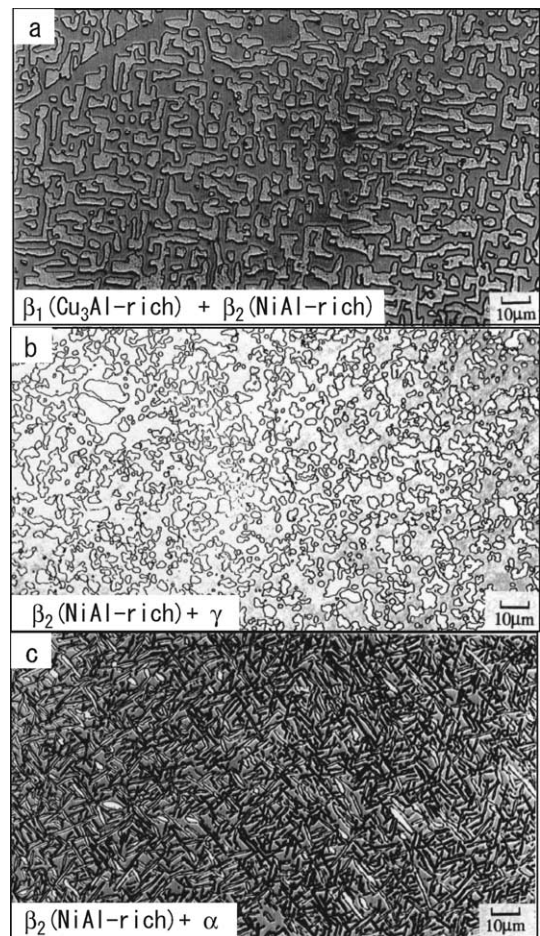 a
β₁(Cu₃Al-rich) + β₂(NiAl-rich)
10μm
b
β₂(NiAl-rich)+ γ
10μm
c
β₂(NiAl-rich)+ α
10μm